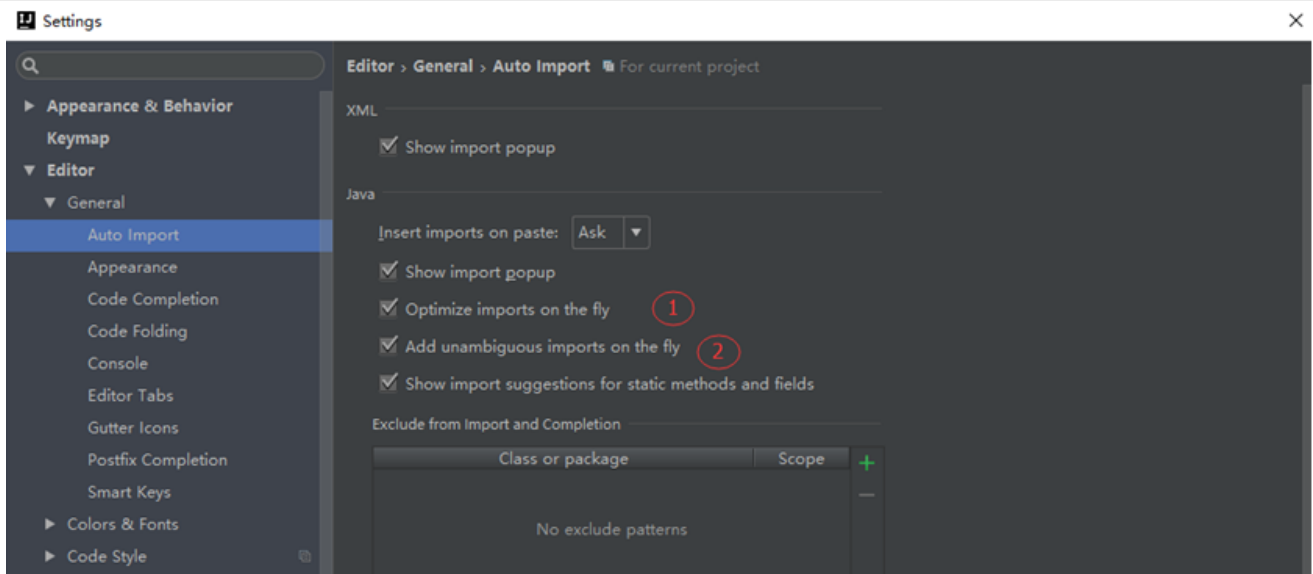 Settings
Editor › General › Auto Import For current project
Appearance & Behavior
Keymap
Editor
General
Auto Import
Appearance
Code Completion
Code Folding
Console
Editor Tabs
Gutter Icons
Postfix Completion
Smart Keys
Colors & Fonts
Code Style
XML
Show import popup
Java
Insert imports on paste: Ask
Show import popup
Optimize imports on the fly 1
Add unambiguous imports on the fly 2
Show import suggestions for static methods and fields
Exclude from Import and Completion
Class or package Scope
No exclude patterns